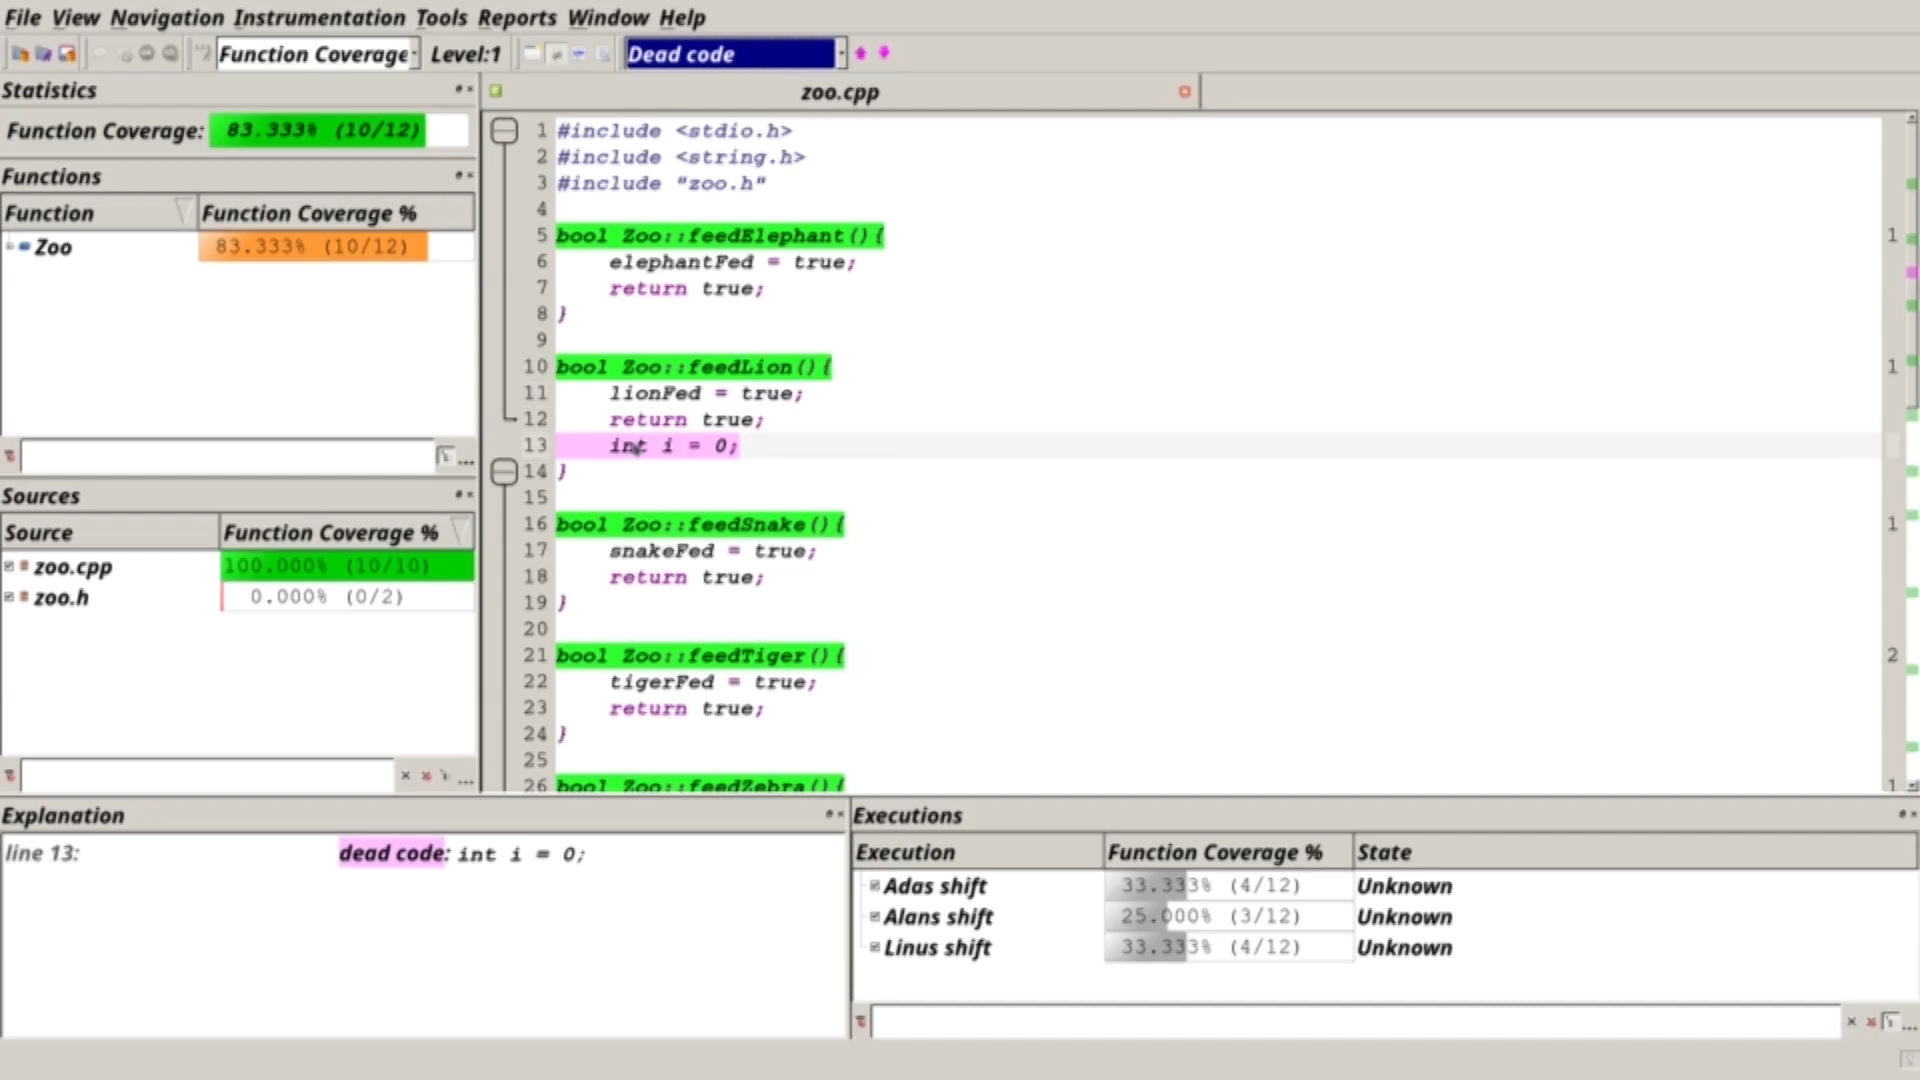 File View Navigation Instrumentation Tools Reports Window Help
Function Coverage Level:1 Dead code
Statistics
Function Coverage: 83.333% (10/12)
Functions
Function Function Coverage %
Zoo 83.333% (10/12)
...
Sources
Source Function Coverage %
zoo.cpp 100.000% (10/10)
zoo.h 0.000% (0/2)
...
zoo.cpp
1 #include <stdio.h>
2 #include <string.h>
3 #include "zoo.h"
4
5 bool Zoo::feedElephant(){ 1
6 elephantFed = true;
7 return true;
8 }
9
10 bool Zoo::feedLion(){ 1
11 lionFed = true;
12 return true;
13 int i = 0;
14 }
15
16 bool Zoo::feedSnake(){ 1
17 snakeFed = true;
18 return true;
19 }
20
21 bool Zoo::feedTiger(){ 2
22 tigerFed = true;
23 return true;
24 }
25
26 bool Zoo::feedZebra(){ 1
Explanation
line 13: dead code: int i = 0;
Executions
Execution Function Coverage % State
Adas shift 33.333% (4/12) Unknown
Alans shift 25.000% (3/12) Unknown
Linus shift 33.333% (4/12) Unknown
...